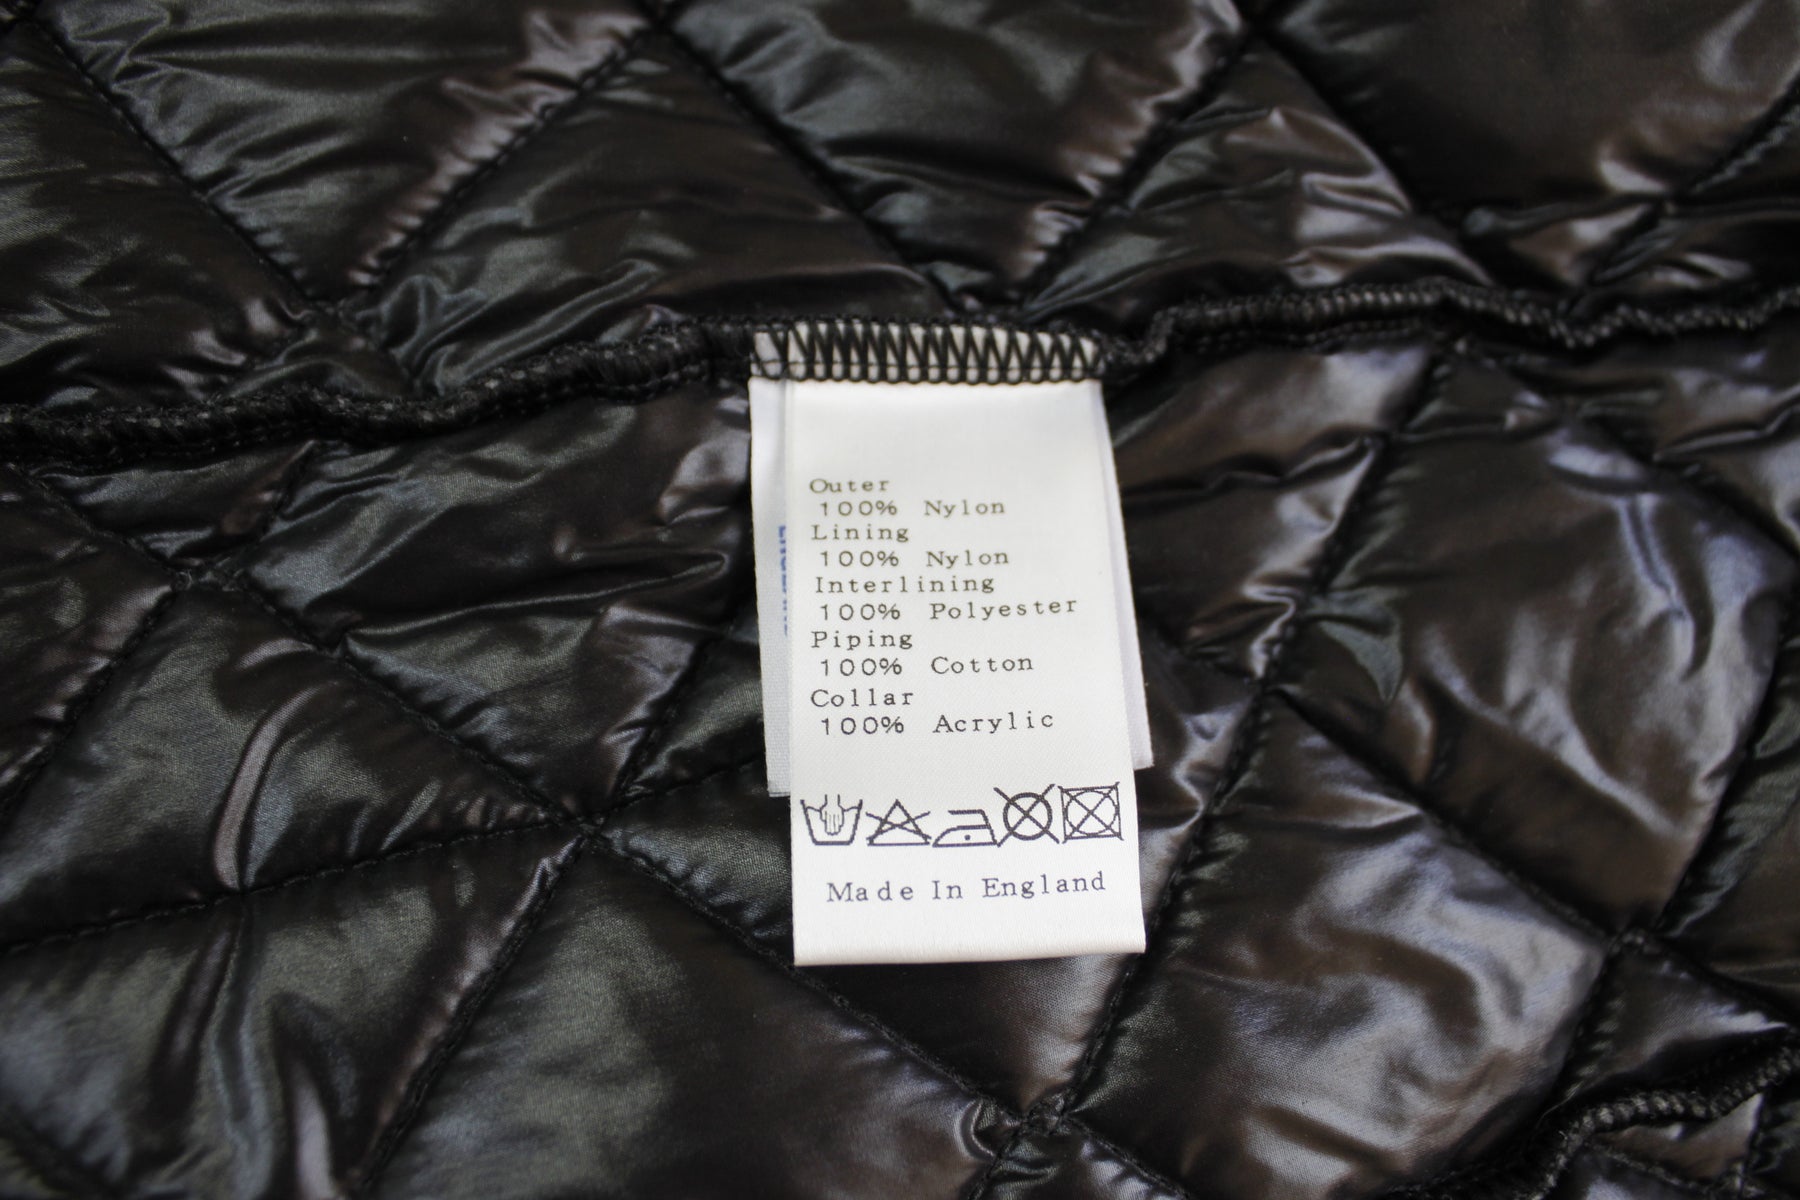 Outer
100% Nylon
Lining
100% Nylon
Interlining
100% Polyester
Piping
100% Cotton
Collar
100% Acrylic
Made In England